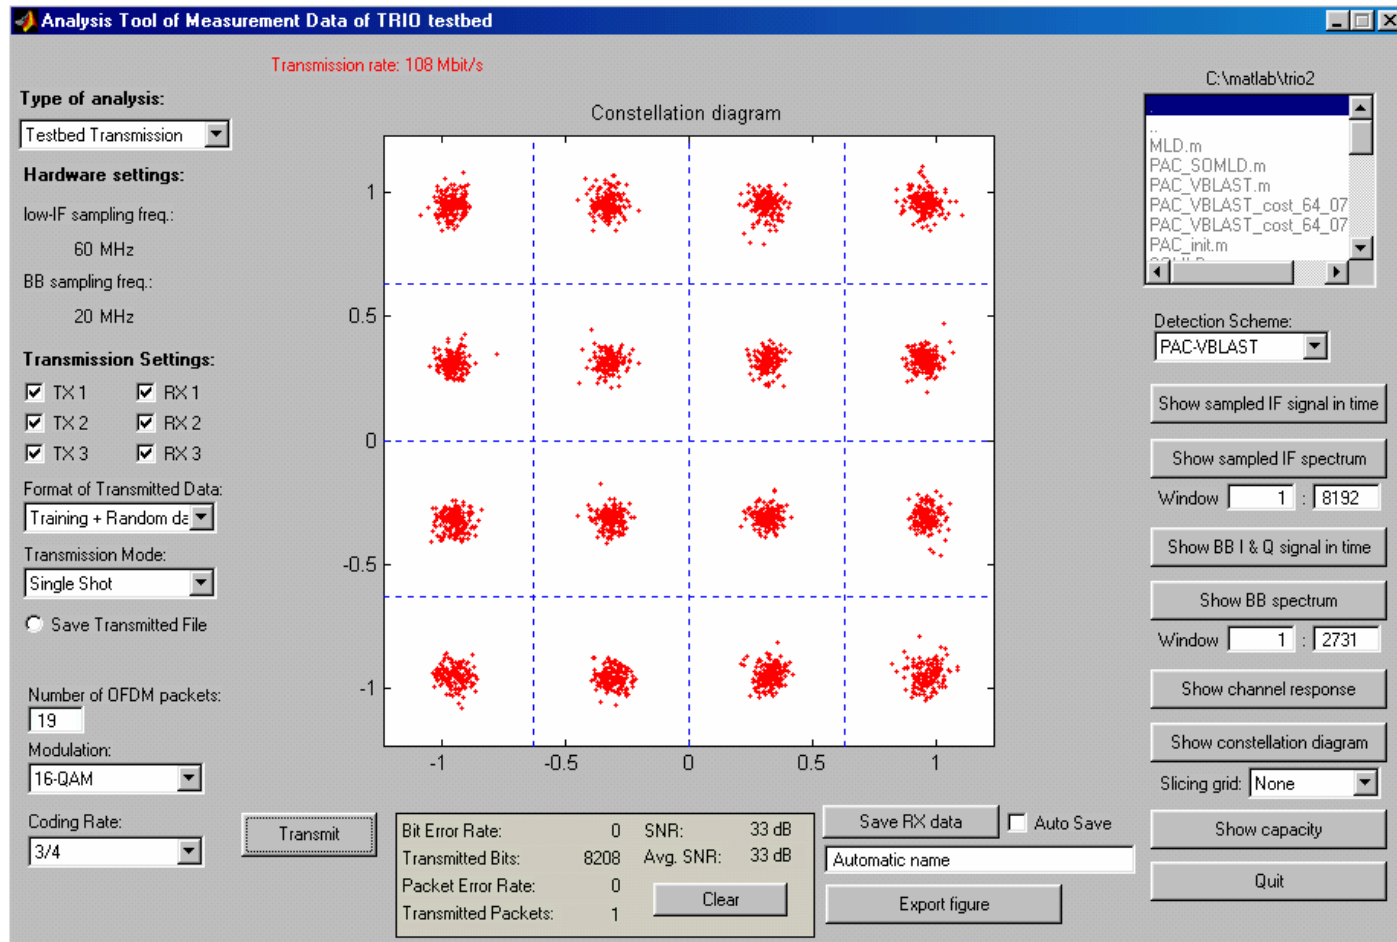 Analysis Tool of Measurement Data of TRIO testbed
Transmission rate: 108 Mbit/s
Type of analysis:
Testbed Transmission
Hardware settings:
low-IF sampling freq.:
60 MHz
BB sampling freq.:
20 MHz
Transmission Settings:
TX 1 RX 1
TX 2 RX 2
TX 3 RX 3
Format of Transmitted Data:
Training + Random da
Transmission Mode:
Single Shot
Save Transmitted File
Number of OFDM packets:
19
Modulation:
16-QAM
Coding Rate:
3/4
Transmit
Constellation diagram
1
0.5
0
-0.5
-1
-1 -0.5 0 0.5 1
Bit Error Rate: 0 SNR: 33 dB
Transmitted Bits: 8208 Avg. SNR: 33 dB
Packet Error Rate: 0
Transmitted Packets: 1
Clear
Save RX data Auto Save
Automatic name
Export figure
C:\matlab\trio2
.
..
MLD.m
PAC_SOMLD.m
PAC_VBLAST.m
PAC_VBLAST_cost_64_07
PAC_VBLAST_cost_64_07
PAC_init.m
Detection Scheme:
PAC-VBLAST
Show sampled IF signal in time
Show sampled IF spectrum
Window 1 : 8192
Show BB I & Q signal in time
Show BB spectrum
Window 1 : 2731
Show channel response
Show constellation diagram
Slicing grid: None
Show capacity
Quit